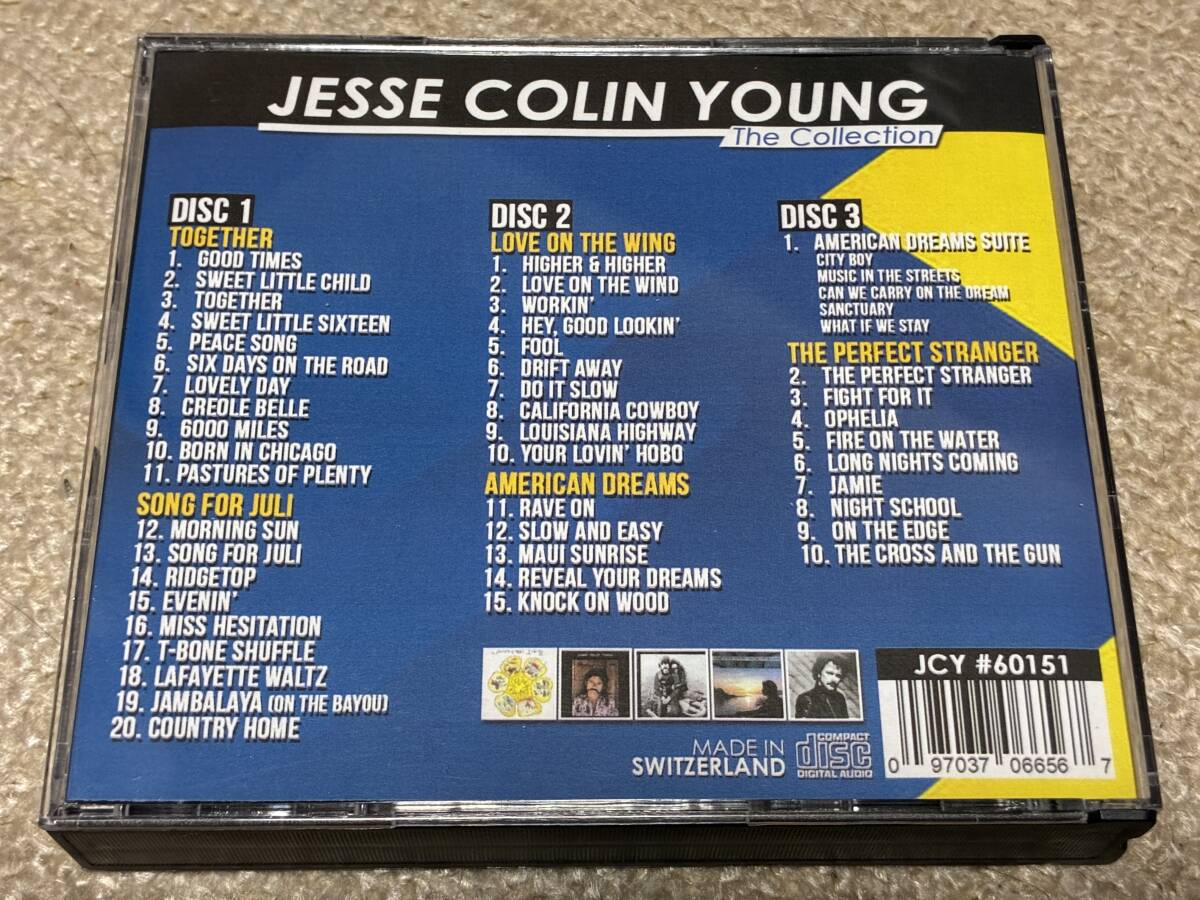 JESSE COLIN YOUNG
The Collection
DISC 1
TOGETHER
1. GOOD TIMES
2. SWEET LITTLE CHILD
3. TOGETHER
4. SWEET LITTLE SIXTEEN
5. PEACE SONG
6. SIX DAYS ON THE ROAD
7. LOVELY DAY
8. CREOLE BELLE
9. 6000 MILES
10. BORN IN CHICAGO
11. PASTURES OF PLENTY
SONG FOR JULI
12. MORNING SUN
13. SONG FOR JULI
14. RIDGETOP
15. EVENIN'
16. MISS HESITATION
17. T-BONE SHUFFLE
18. LAFAYETTE WALTZ
19. JAMBALAYA (ON THE BAYOU)
20. COUNTRY HOME
DISC 2
LOVE ON THE WING
1. HIGHER & HIGHER
2. LOVE ON THE WIND
3. WORKIN'
4. HEY, GOOD LOOKIN'
5. FOOL
6. DRIFT AWAY
7. DO IT SLOW
8. CALIFORNIA COWBOY
9. LOUISIANA HIGHWAY
10. YOUR LOVIN' HOBO
AMERICAN DREAMS
11. RAVE ON
12. SLOW AND EASY
13. MAUI SUNRISE
14. REVEAL YOUR DREAMS
15. KNOCK ON WOOD
DISC 3
1. AMERICAN DREAMS SUITE
CITY BOY
MUSIC IN THE STREETS
CAN WE CARRY ON THE DREAM
SANCTUARY
WHAT IF WE STAY
THE PERFECT STRANGER
2. THE PERFECT STRANGER
3. FIGHT FOR IT
4. OPHELIA
5. FIRE ON THE WATER
6. LONG NIGHTS COMING
7. JAMIE
8. NIGHT SCHOOL
9. ON THE EDGE
10. THE CROSS AND THE GUN
MADE IN
SWITZERLAND
COMPACT
disc
DIGITAL AUDIO
JCY #60151
0 97037 06656 7